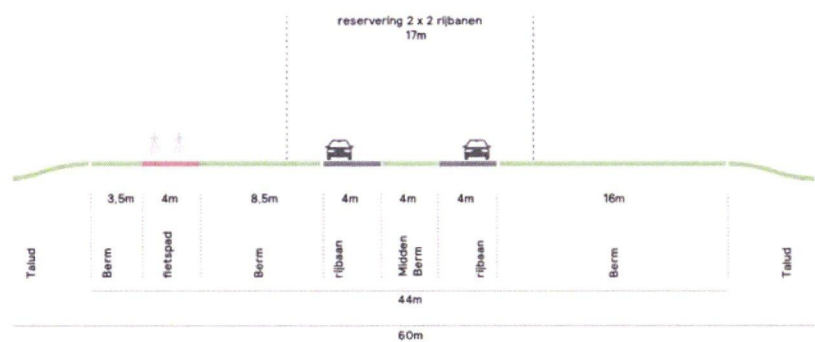 reservering 2 x 2 rijbanen
17m
3,5m
4m
8,5m
4m
4m
4m
16m
Talud
Berm
fietspad
Berm
rijbaan
Midden
Berm
rijbaan
Berm
Talud
44m
60m